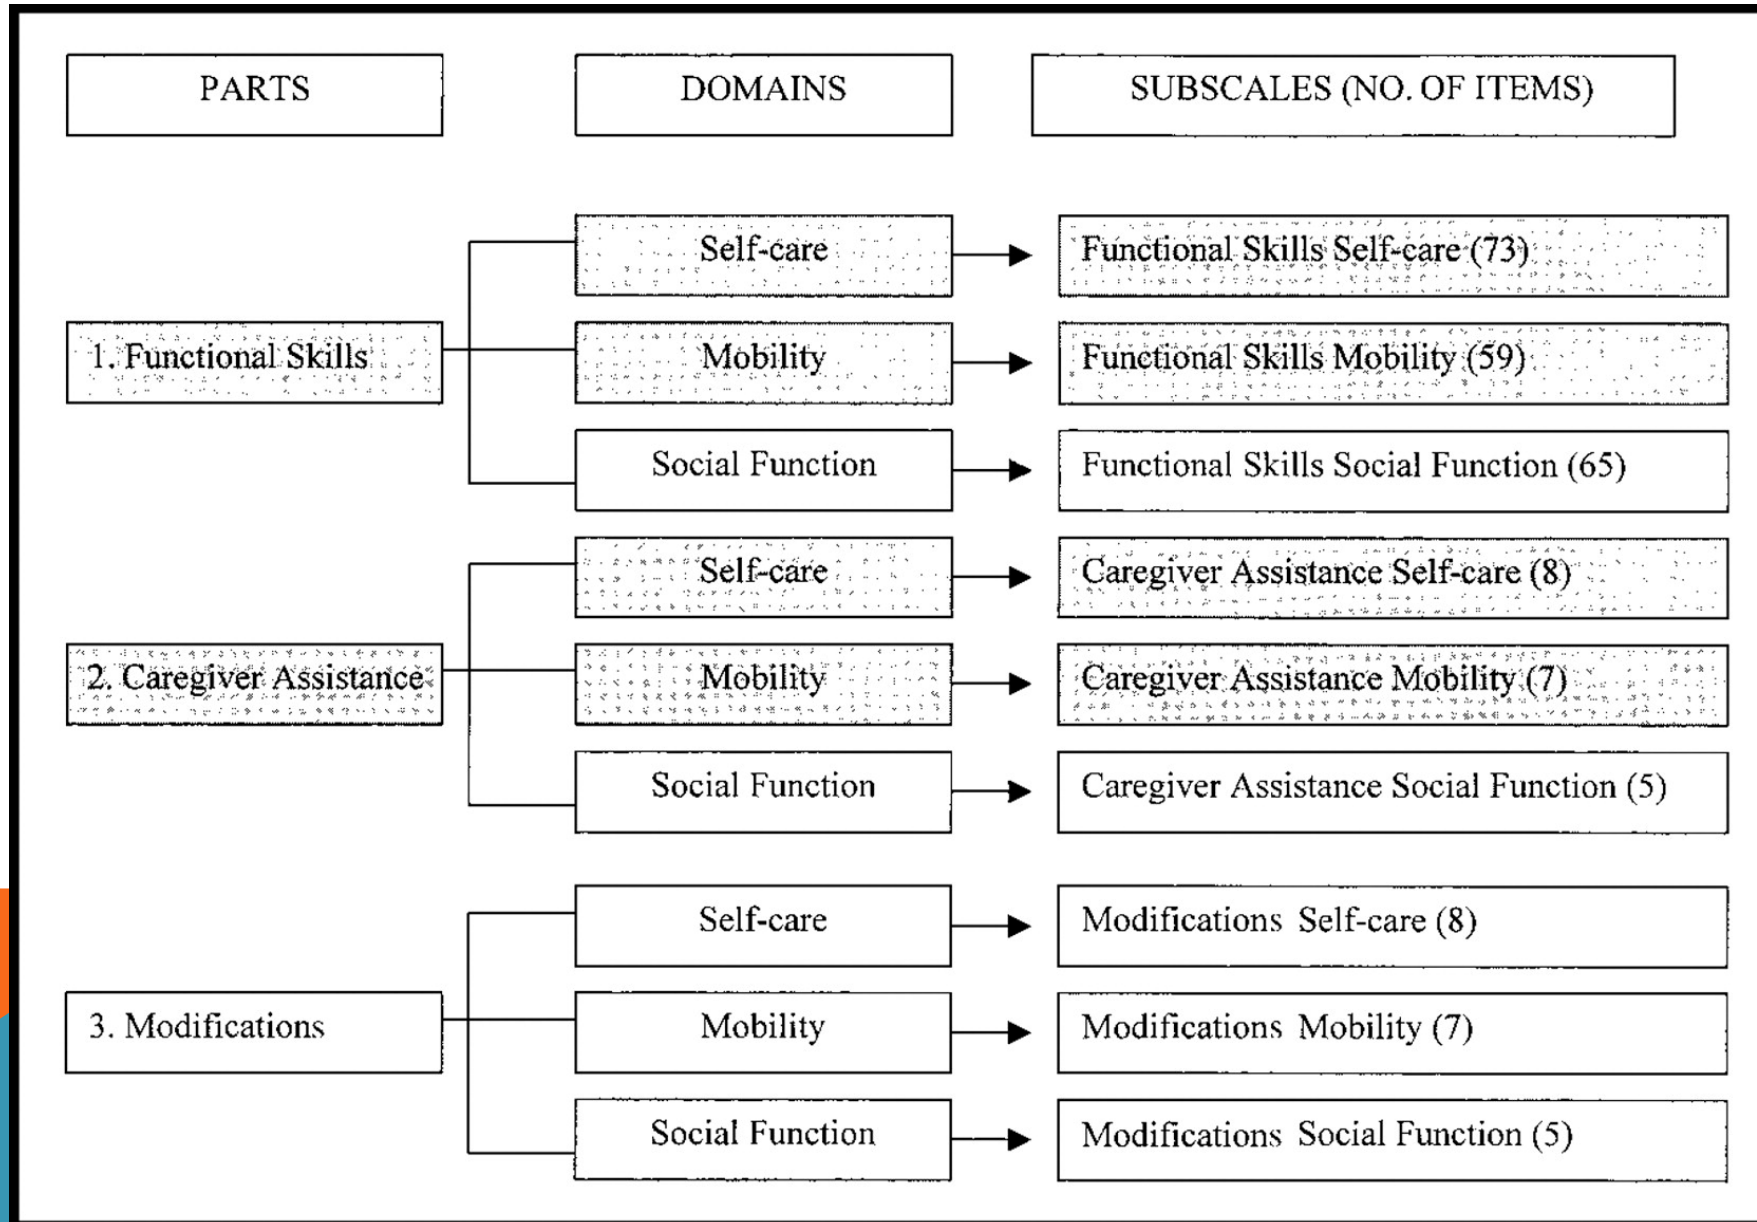 PARTS
DOMAINS
SUBSCALES (NO. OF ITEMS)
1. Functional Skills
Self-care
Functional Skills Self-care (73)
Mobility
Functional Skills Mobility (59)
Social Function
Functional Skills Social Function (65)
2. Caregiver Assistance
Self-care
Caregiver Assistance Self-care (8)
Mobility
Caregiver Assistance Mobility (7)
Social Function
Caregiver Assistance Social Function (5)
3. Modifications
Self-care
Modifications Self-care (8)
Mobility
Modifications Mobility (7)
Social Function
Modifications Social Function (5)